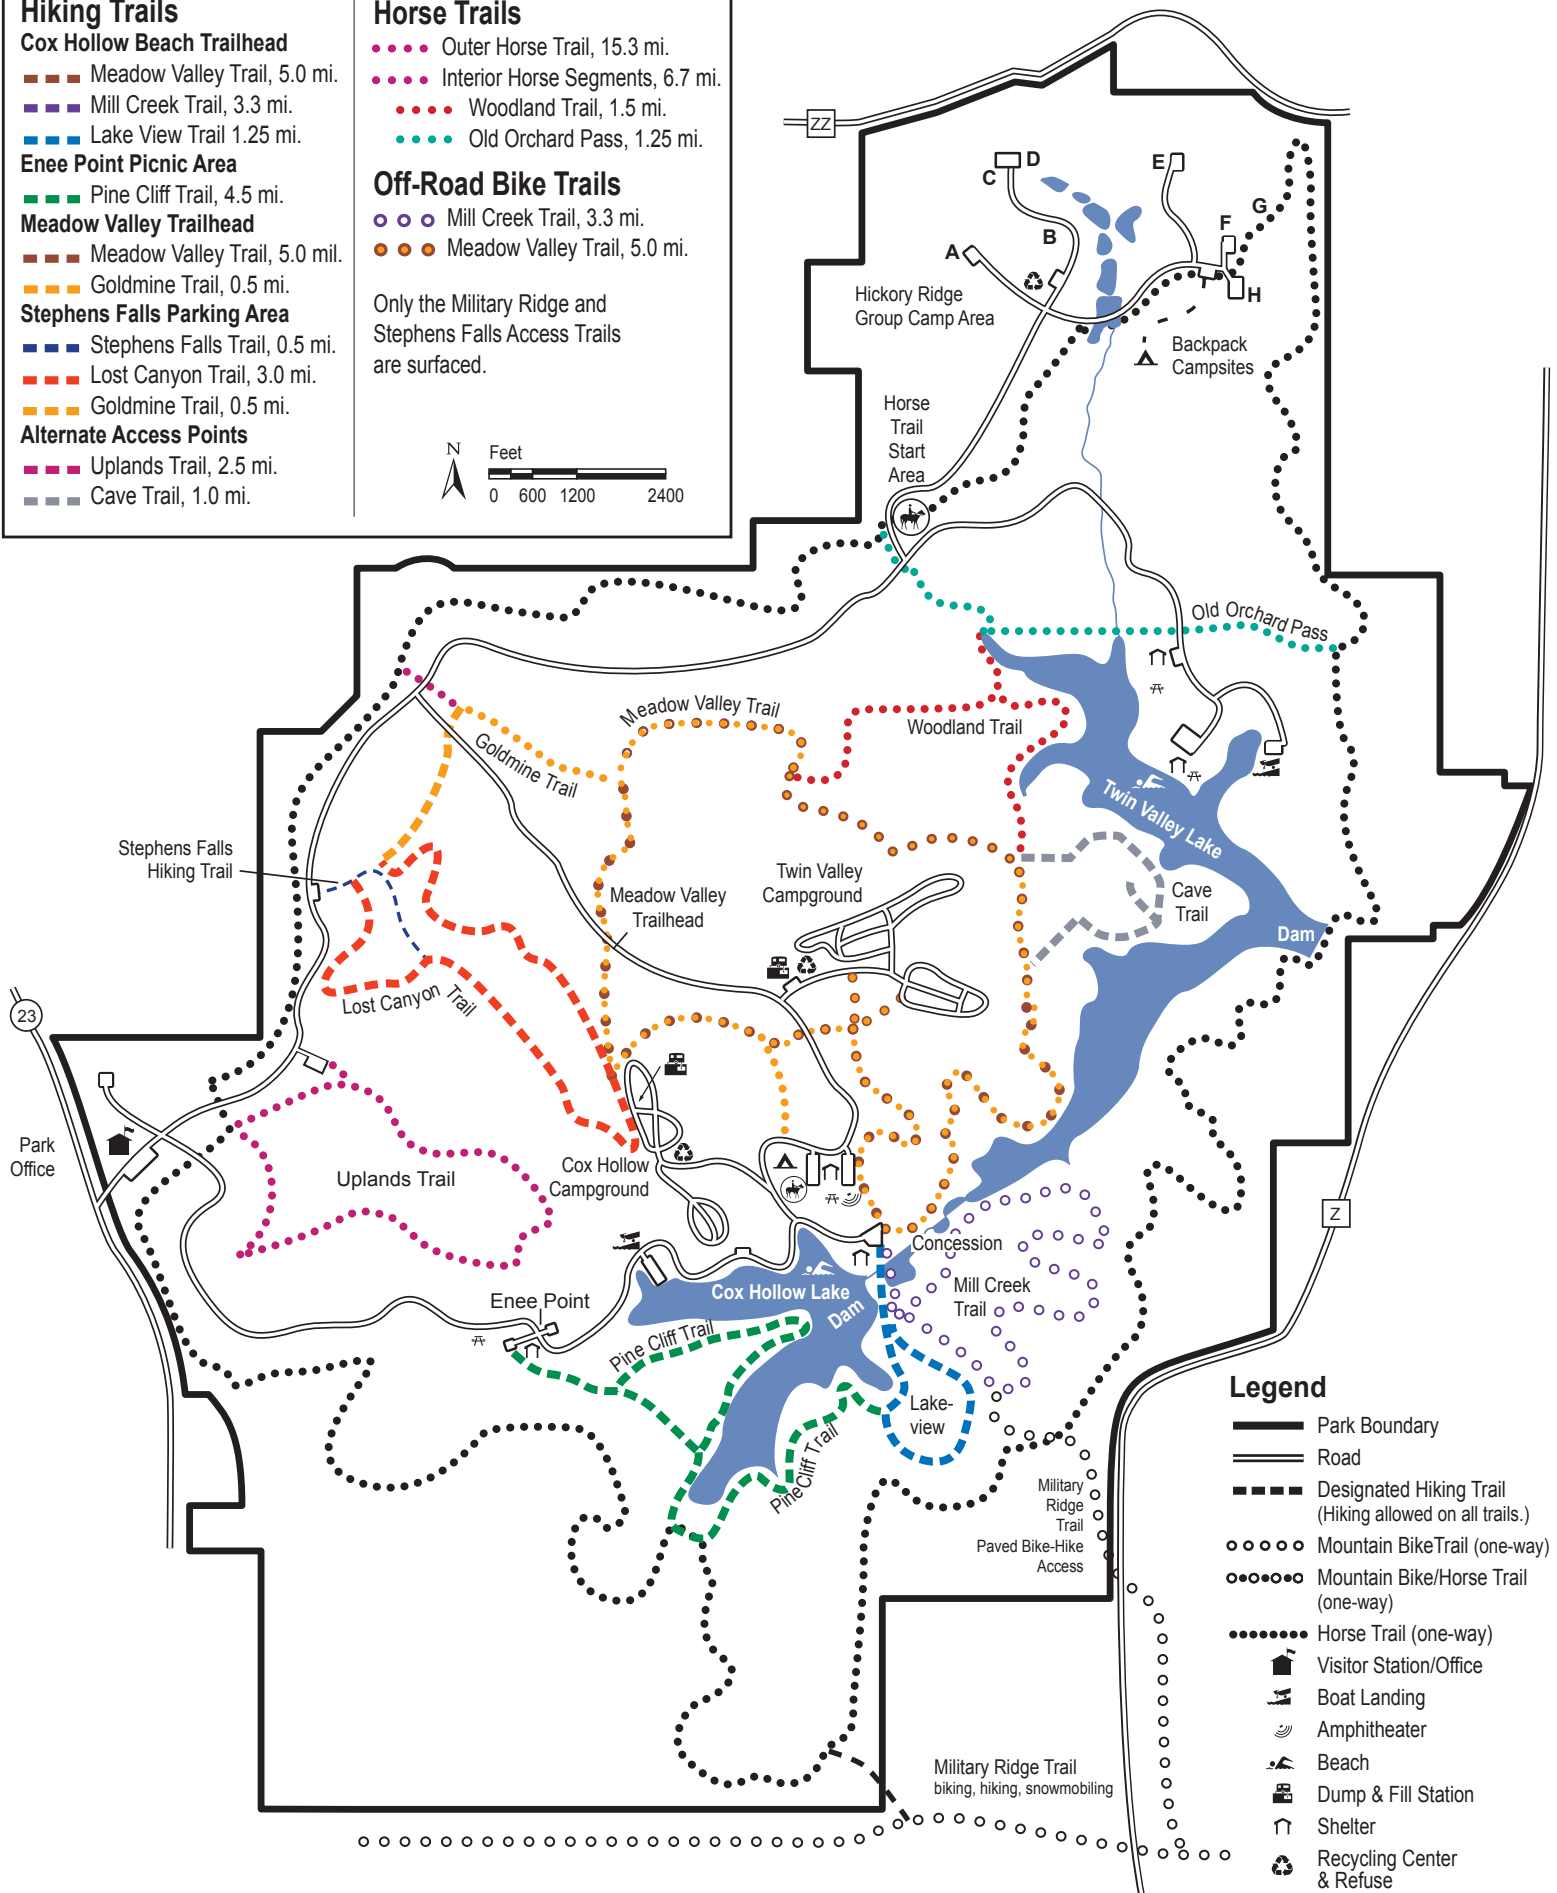 Hiking Trails
Cox Hollow Beach Trailhead
Meadow Valley Trail, 5.0 mi.
Mill Creek Trail, 3.3 mi.
Lake View Trail 1.25 mi.
Enee Point Picnic Area
Pine Cliff Trail, 4.5 mi.
Meadow Valley Trailhead
Meadow Valley Trail, 5.0 mil.
Goldmine Trail, 0.5 mi.
Stephens Falls Parking Area
Stephens Falls Trail, 0.5 mi.
Lost Canyon Trail, 3.0 mi.
Goldmine Trail, 0.5 mi.
Alternate Access Points
Uplands Trail, 2.5 mi.
Cave Trail, 1.0 mi.
Horse Trails
Outer Horse Trail, 15.3 mi.
Interior Horse Segments, 6.7 mi.
Woodland Trail, 1.5 mi.
Old Orchard Pass, 1.25 mi.
Off-Road Bike Trails
Mill Creek Trail, 3.3 mi.
Meadow Valley Trail, 5.0 mi.
Only the Military Ridge and
Stephens Falls Access Trails
are surfaced.
N
Feet
0 600 1200 2400
ZZ
D
C
B
A
E
F
G
H
Hickory Ridge
Group Camp Area
Backpack
Campsites
Horse
Trail
Start
Area
Old Orchard Pass
Meadow Valley Trail
Woodland Trail
Goldmine Trail
Twin Valley Lake
Stephens Falls
Hiking Trail
Meadow Valley
Trailhead
Twin Valley
Campground
Cave
Trail
Dam
Lost Canyon Trail
23
Park
Office
Uplands Trail
Cox Hollow
Campground
Z
Concession
Mill Creek
Trail
Cox Hollow Lake
Dam
Enee Point
Pine Cliff Trail
Lake-
view
Pine Cliff Trail
Military
Ridge
Trail
Paved Bike-Hike
Access
Military Ridge Trail
biking, hiking, snowmobiling
Legend
Park Boundary
Road
Designated Hiking Trail
(Hiking allowed on all trails.)
Mountain BikeTrail (one-way)
Mountain Bike/Horse Trail
(one-way)
Horse Trail (one-way)
Visitor Station/Office
Boat Landing
Amphitheater
Beach
Dump & Fill Station
Shelter
Recycling Center
& Refuse